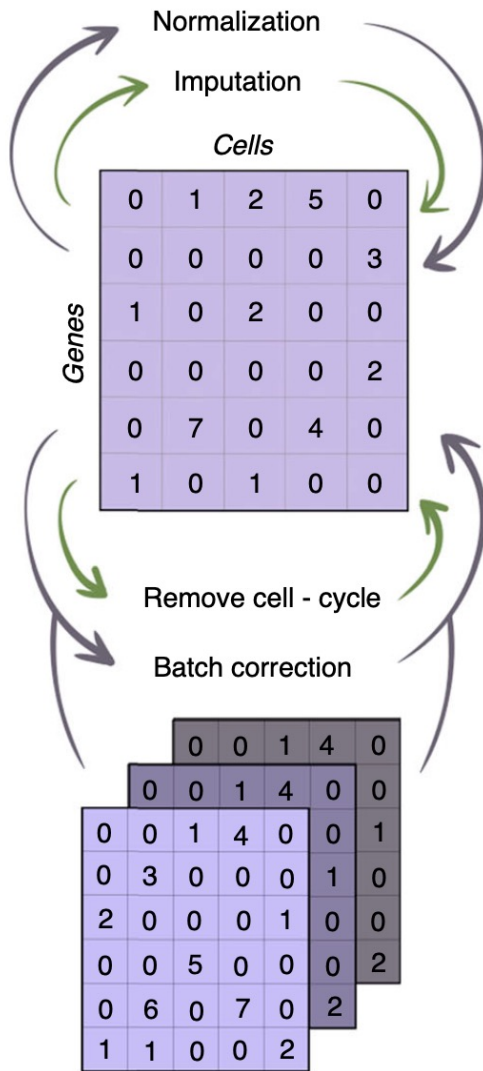 Normalization
Imputation
Cells
Genes
0 1 2 5 0
0 0 0 0 3
1 0 2 0 0
0 0 0 0 2
0 7 0 4 0
1 0 1 0 0
Remove cell - cycle
Batch correction
0 0 1 4 0
0 0 1 4 0 0
0 0 1 4 0 0 1
0 3 0 0 0 1 0
2 0 0 0 1 0 0
0 0 5 0 0 0 2
0 6 0 7 0 2
1 1 0 0 2